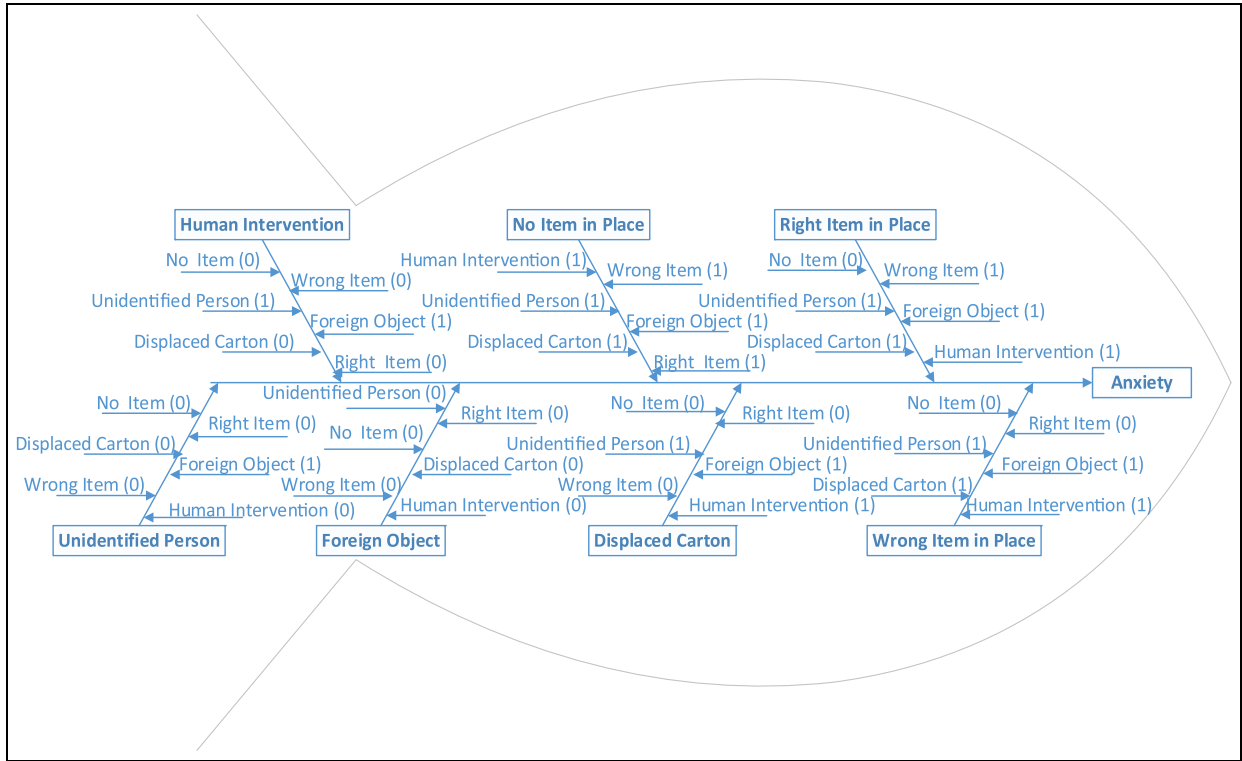 Human Intervention
No Item in Place
Right Item in Place
No Item (0)
Wrong Item (0)
Unidentified Person (1)
Foreign Object (1)
Displaced Carton (0)
Right Item (0)
Human Intervention (1)
Wrong Item (1)
Unidentified Person (1)
Foreign Object (1)
Displaced Carton (1)
Right Item (1)
No Item (0)
Wrong Item (1)
Unidentified Person (1)
Foreign Object (1)
Displaced Carton (1)
Human Intervention (1)
Anxiety
No Item (0)
Right Item (0)
Displaced Carton (0)
Foreign Object (1)
Wrong Item (0)
Human Intervention (0)
Unidentified Person (0)
Right Item (0)
No Item (0)
Displaced Carton (0)
Wrong Item (0)
Human Intervention (0)
No Item (0)
Right Item (0)
Unidentified Person (1)
Foreign Object (1)
Wrong Item (0)
Human Intervention (1)
No Item (0)
Right Item (0)
Unidentified Person (1)
Foreign Object (1)
Displaced Carton (1)
Human Intervention (1)
Unidentified Person
Foreign Object
Displaced Carton
Wrong Item in Place